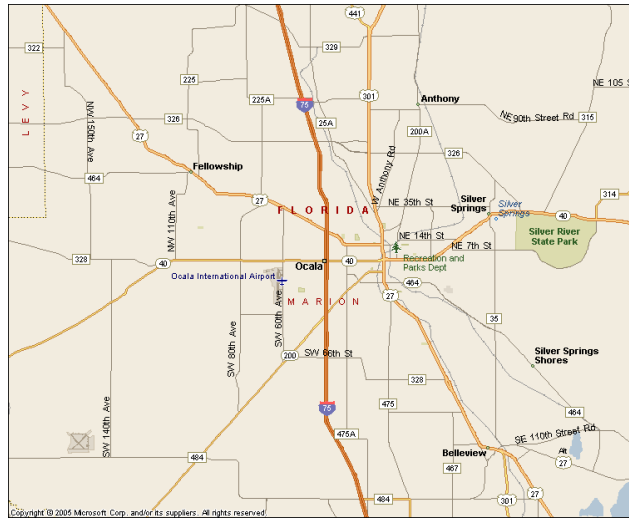 441
322
329
NE 105 S
225
225A
301
75
Anthony
LEVY
NW 150th Ave
326
27
25A
NE 90th Street Rd
315
200A
W Anthony Rd
326
464
Fellowship
27
NE 35th St
Silver Springs
Silver Springs
314
FLORIDA
40
NW 110th Ave
NE 14th St
NE 7th St
Silver River State Park
328
40
Ocala
40
Recreation and Parks Dept
Ocala International Airport
464
MARION
27
SW 60th Ave
35
SW 80th Ave
200
SW 66th St
Silver Springs Shores
328
SW 140th Ave
75
475
464
475A
SE 110th Street Rd
Belleview
Alt
27
484
467
484
301
27
Copyright © 2005 Microsoft Corp. and/or its suppliers. All rights reserved